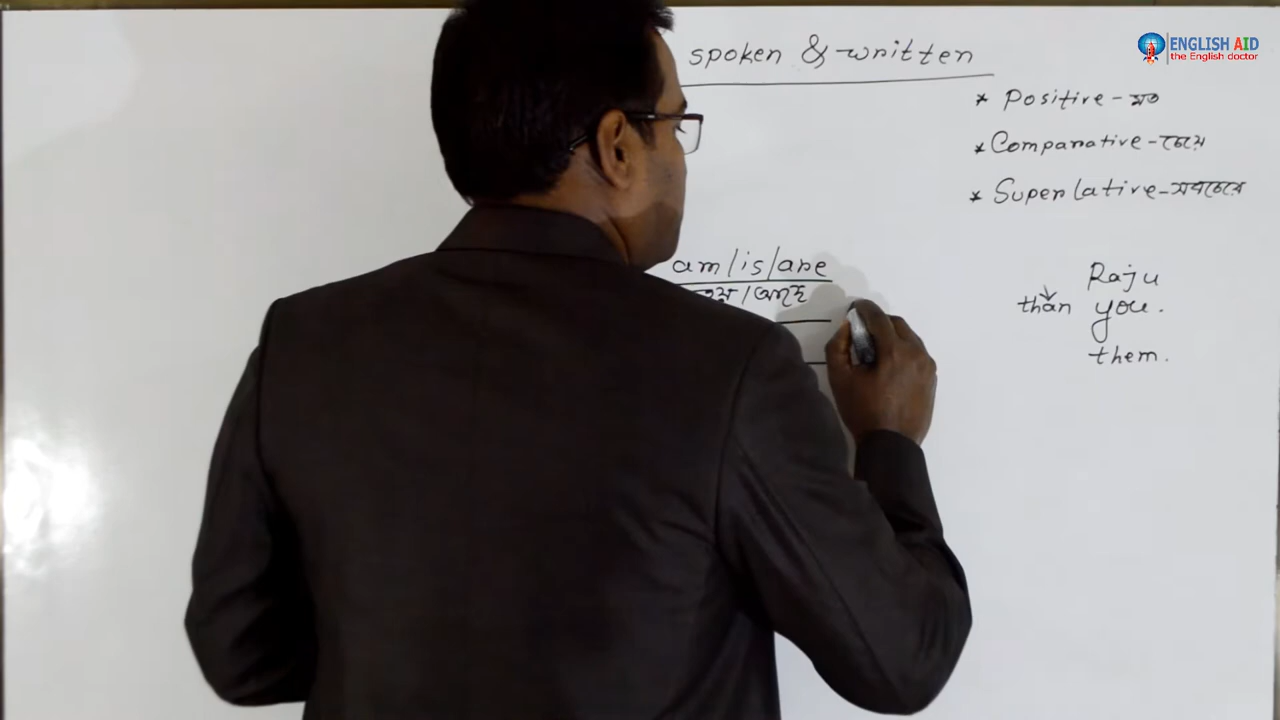 spoken & written
ENGLISH AID
the English doctor
* Positive - মত
* Comparative - চেয়ে
* Superlative - সবচেয়ে
am/is/are
Raju
than you.
them.